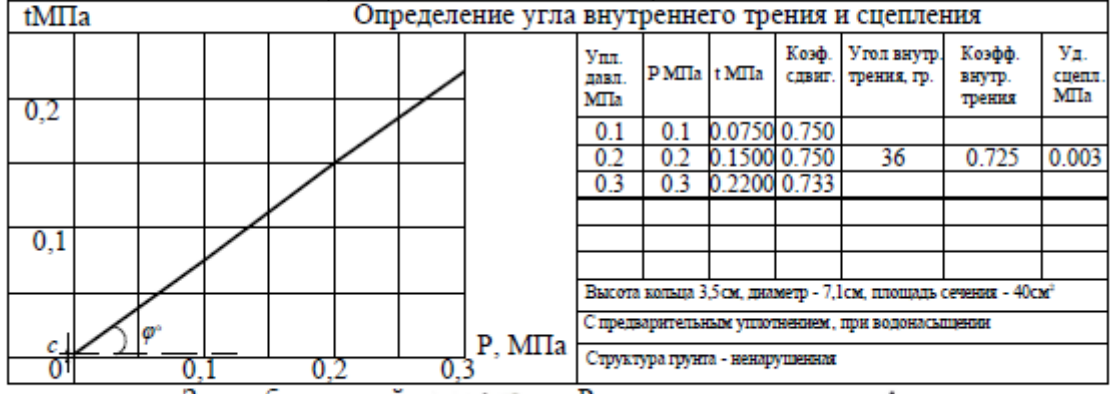 tМПа
Определение угла внутреннего трения и сцепления
Упл. давл. МПа
Р МПа
t МПа
Коэф. сдвиг.
Угол внутр. трения, гр.
Коэфф. внутр. трения
Уд. сцепл. МПа
0.1 0.1 0.0750 0.750
0.2 0.2 0.1500 0.750 36 0.725 0.003
0.3 0.3 0.2200 0.733
Высота кольца 3,5см, диаметр - 7,1см, площадь сечения - 40см²
С предварительным уплотнением, при водонасыщении
Структура грунта - ненарушенная
0,2
0,1
c
φ°
Р, МПа
0
0,1
0,2
0,3